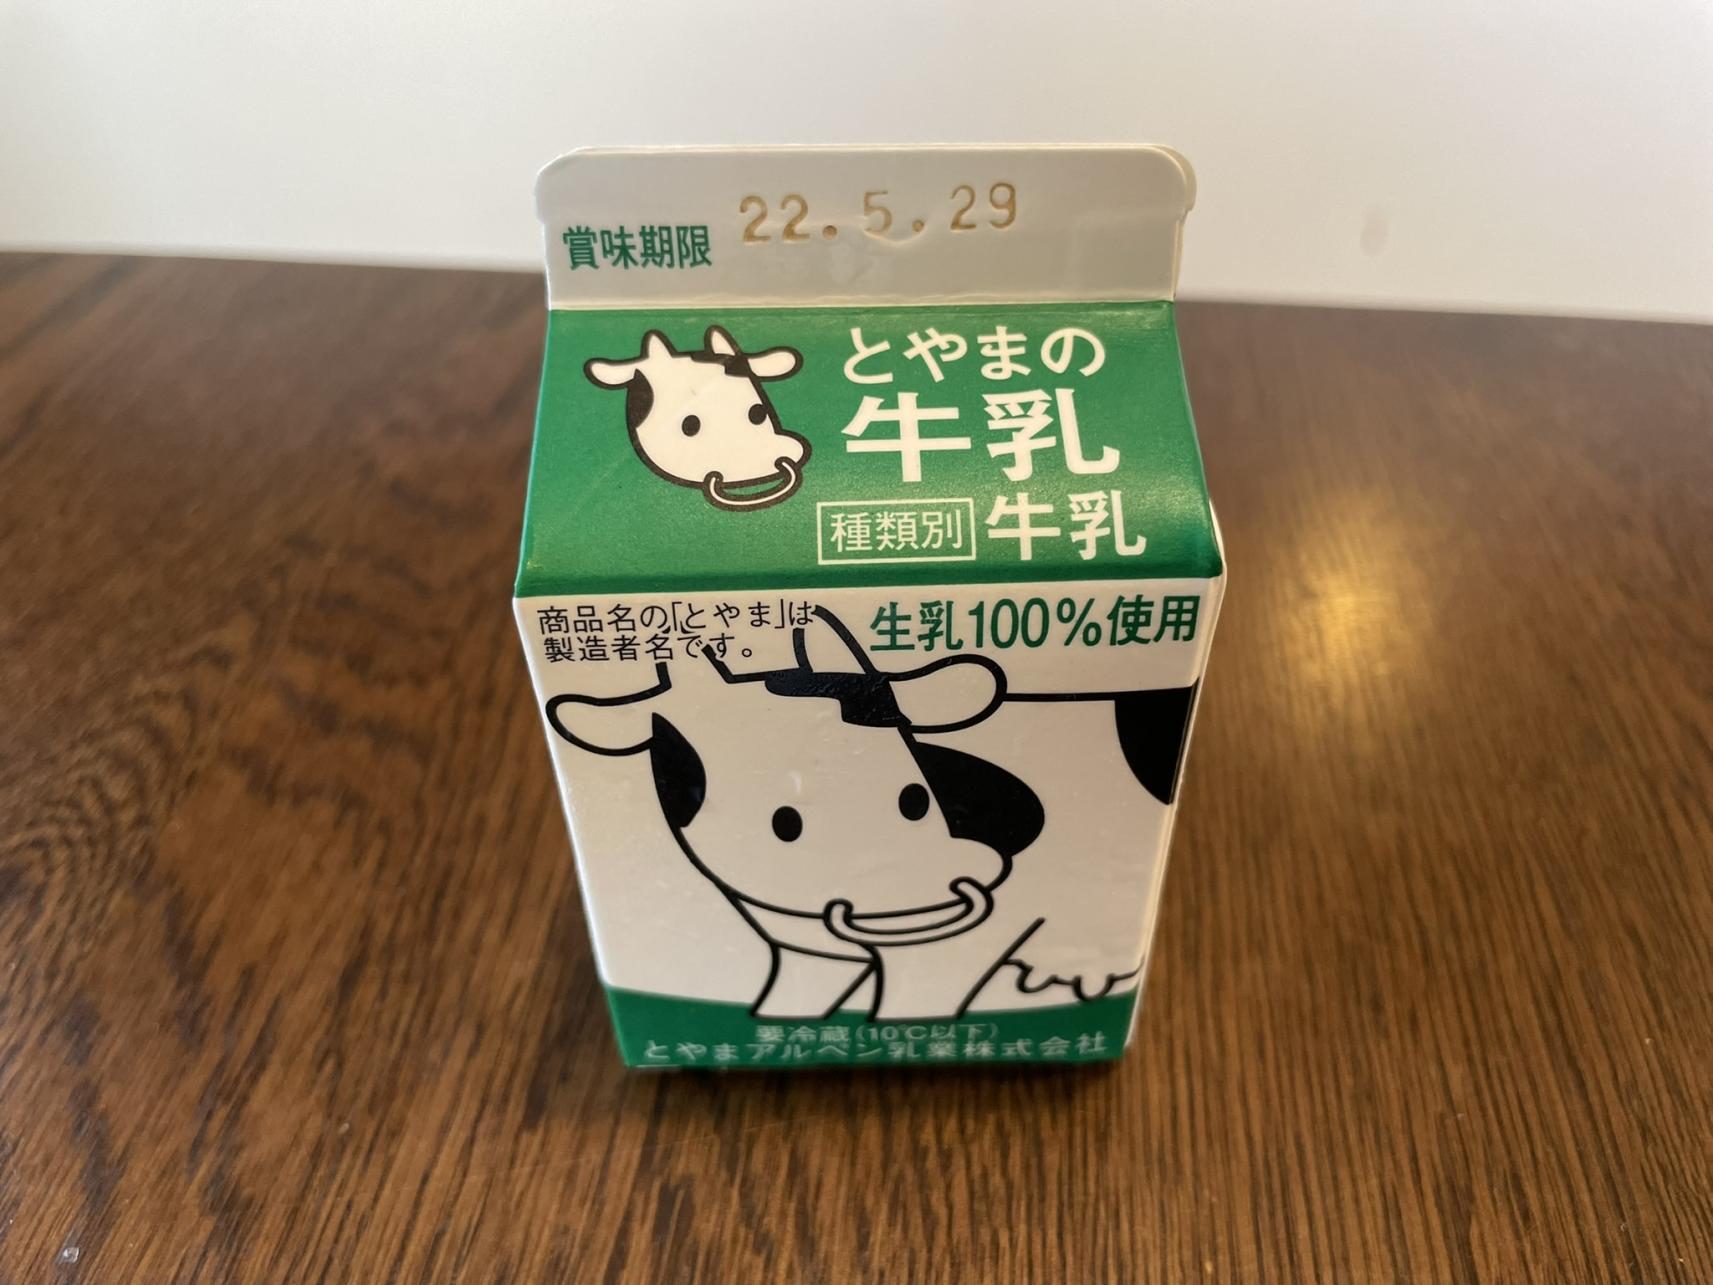 22.5.29
賞味期限
とやまの
牛乳
種類別 牛乳
商品名の「とやま」は
製造者名です。
生乳100%使用
要冷蔵(10℃以下)
とやまアルペン乳業株式会社